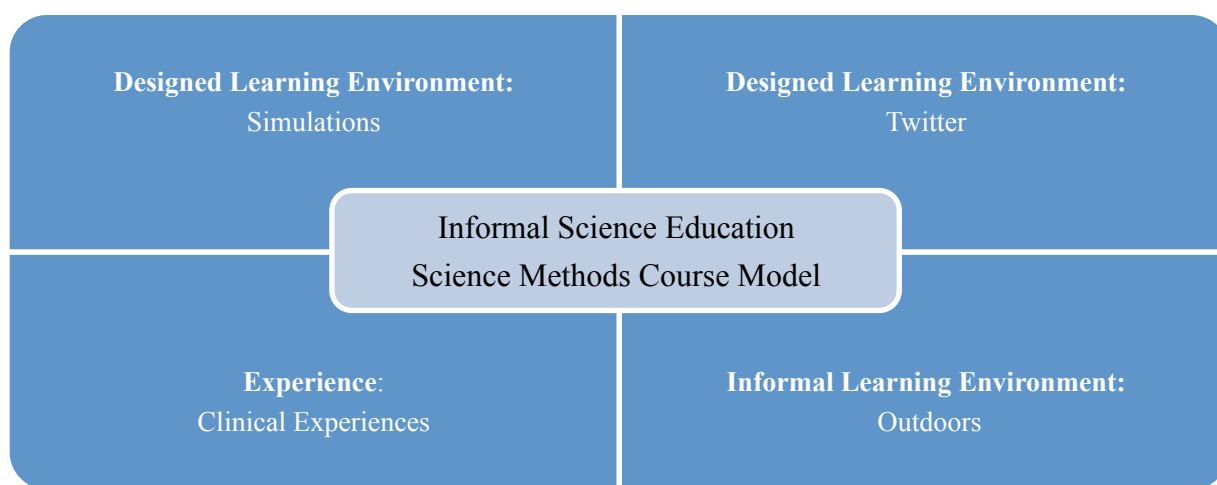 Designed Learning Environment:
Simulations
Designed Learning Environment:
Twitter
Informal Science Education
Science Methods Course Model
Experience:
Clinical Experiences
Informal Learning Environment:
Outdoors